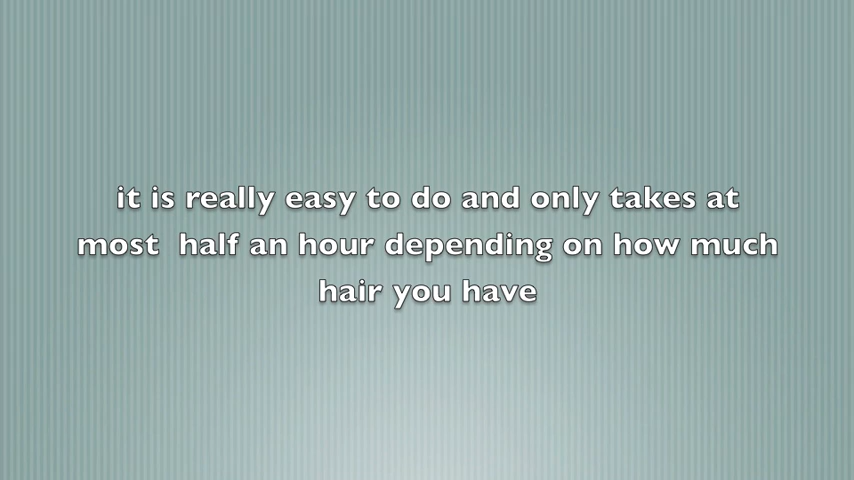 it is really easy to do and only takes at
most  half an hour depending on how much
hair you have